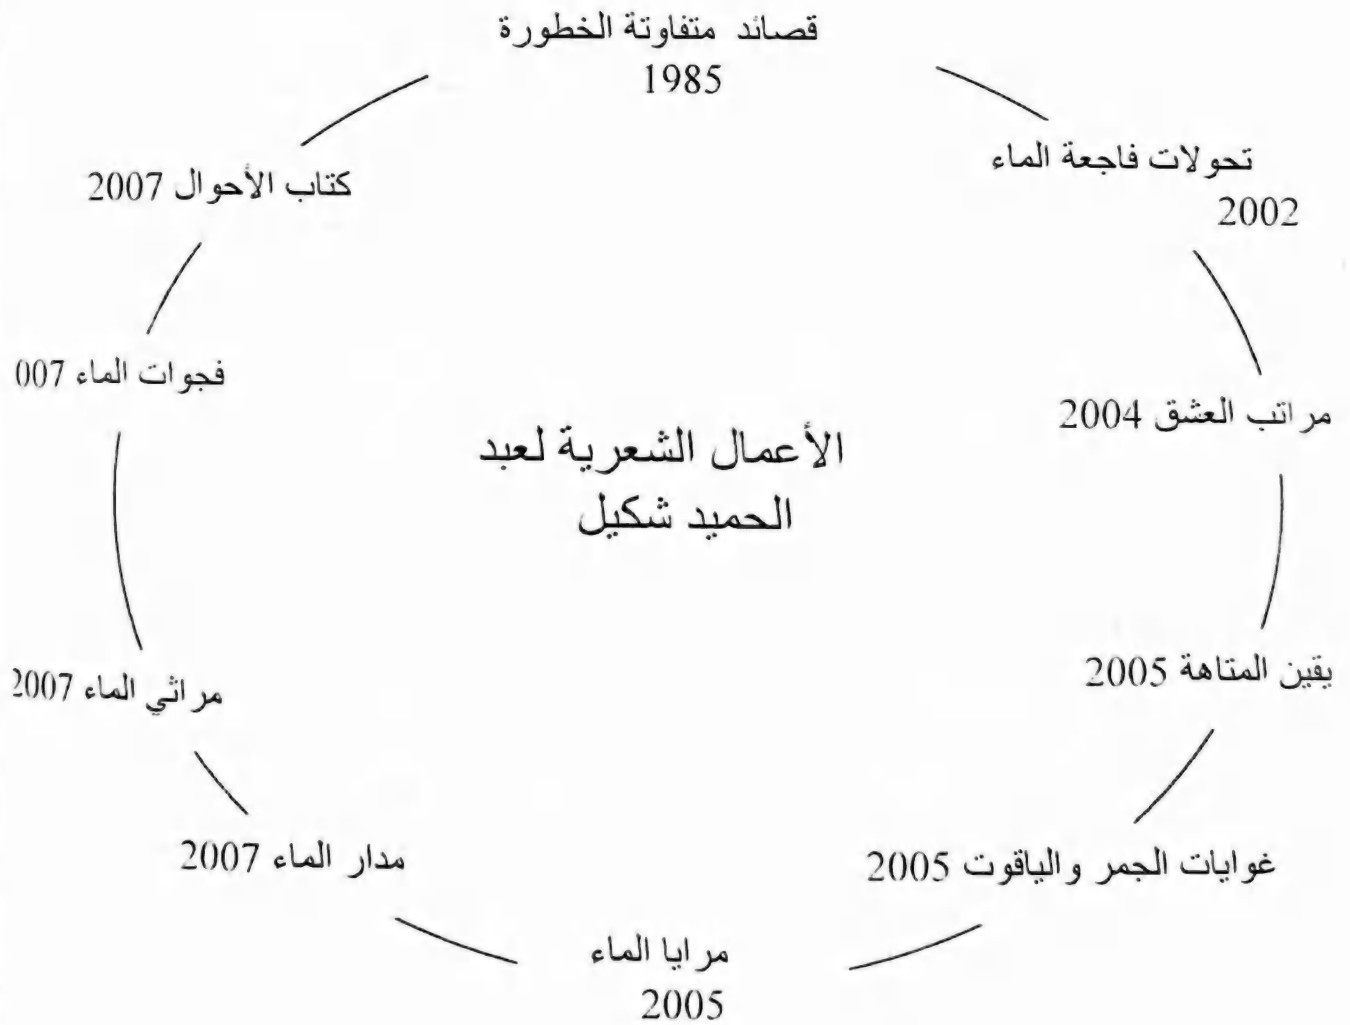 قصائد متفاوتة الخطورة
1985
تحولات فاجعة الماء
2002
مراتب العشق 2004
يقين المتاهة 2005
غوايات الجمر والياقوت 2005
مرايا الماء
2005
مدار الماء 2007
مراثي الماء 2007
فجوات الماء 007
كتاب الأحوال 2007
الأعمال الشعرية لعبد
الحميد شكيل